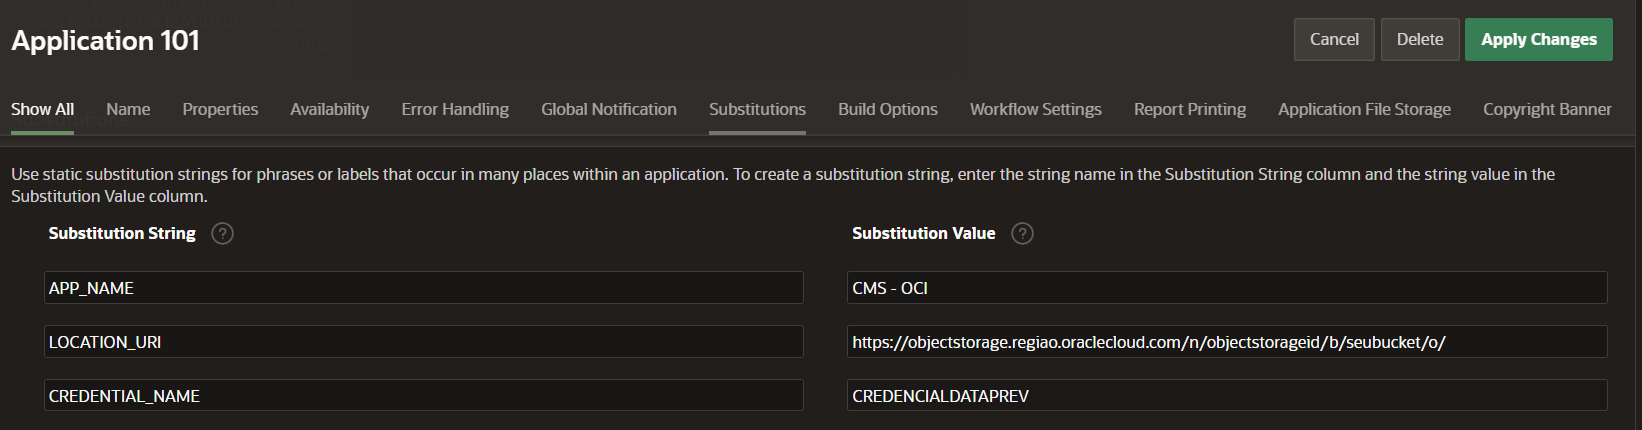 Application 101
Cancel
Delete
Apply Changes
Show All
Name
Properties
Availability
Error Handling
Global Notification
Substitutions
Build Options
Workflow Settings
Report Printing
Application File Storage
Copyright Banner
Use static substitution strings for phrases or labels that occur in many places within an application. To create a substitution string, enter the string name in the Substitution String column and the string value in the
Substitution Value column.
Substitution String ?
Substitution Value ?
APP_NAME
CMS - OCI
LOCATION_URI
https://objectstorage.regiao.oraclecloud.com/n/objectstorageid/b/seubucket/o/
CREDENTIAL_NAME
CREDENCIALDATAPREV